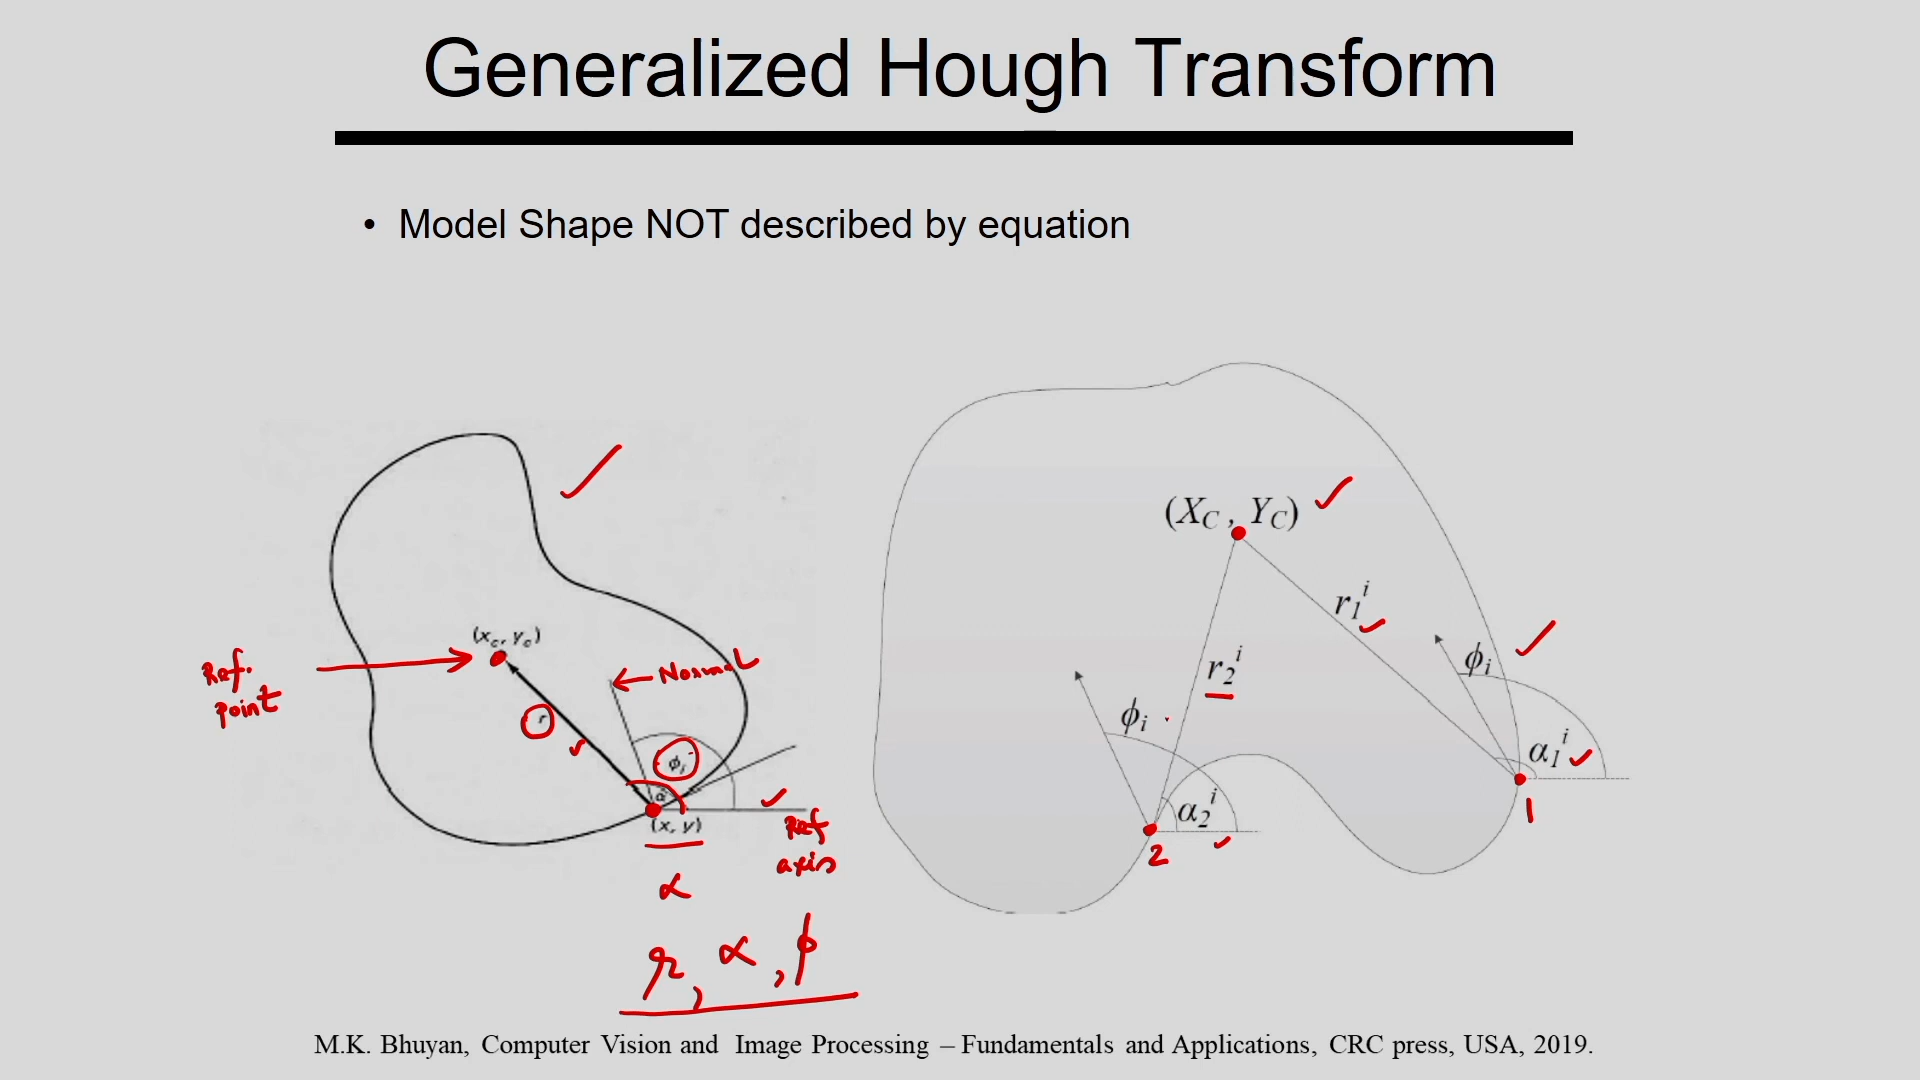 Generalized Hough Transform
• Model Shape NOT described by equation
(x_c, y_c)
Ref. point
r
Normal
ϕ_i
α
(x, y)
Ref axis
α
r, α, ϕ
(X_C, Y_C)
r_1^i
r_2^i
ϕ_i
ϕ_i
α_1^i
α_2^i
1
2
M.K. Bhuyan, Computer Vision and Image Processing – Fundamentals and Applications, CRC press, USA, 2019.